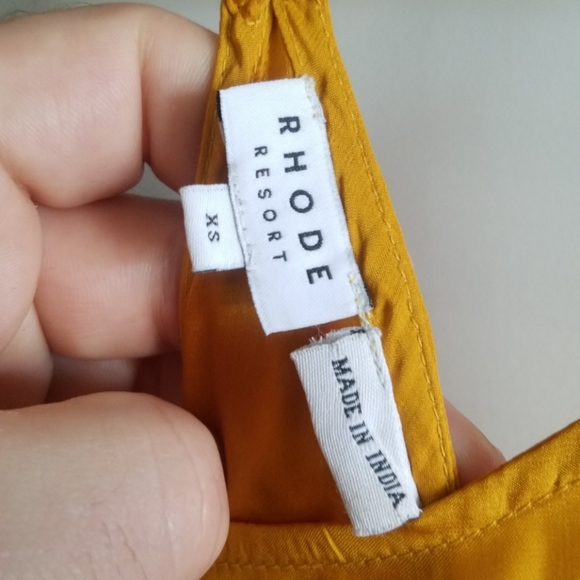 RHODE
RESORT
XS
MADE IN INDIA